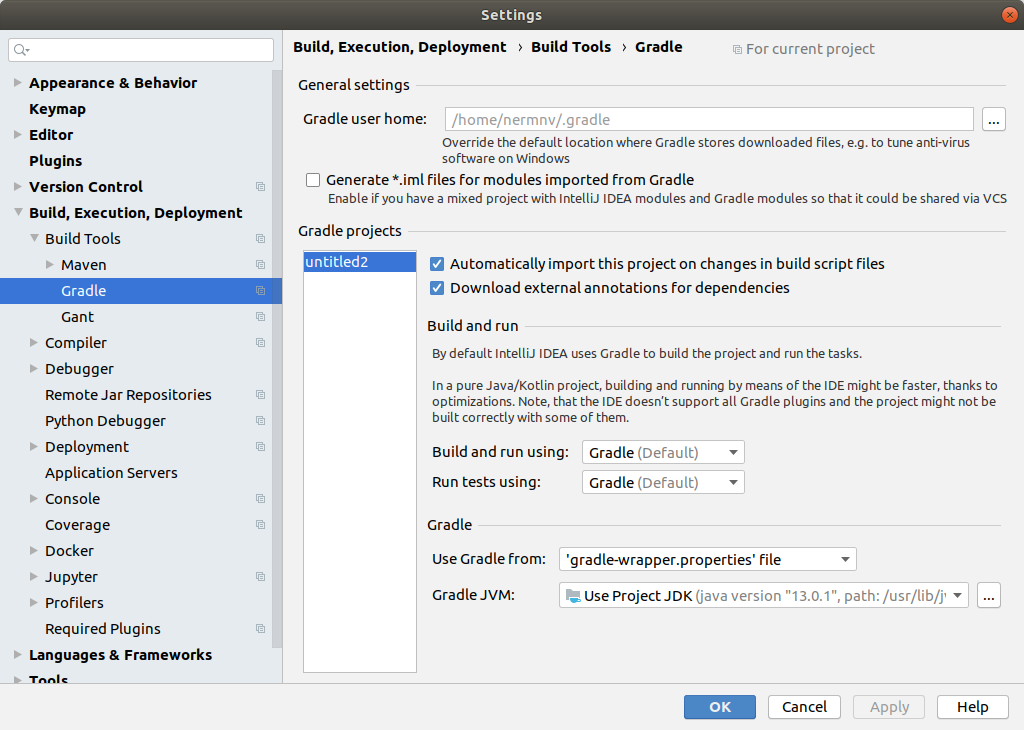 Settings
Build, Execution, Deployment › Build Tools › Gradle
For current project
Appearance & Behavior
Keymap
Editor
Plugins
Version Control
Build, Execution, Deployment
Build Tools
Maven
Gradle
Gant
Compiler
Debugger
Remote Jar Repositories
Python Debugger
Deployment
Application Servers
Console
Coverage
Docker
Jupyter
Profilers
Required Plugins
Languages & Frameworks
Tools
General settings
Gradle user home: /home/nermnv/.gradle ...
Override the default location where Gradle stores downloaded files, e.g. to tune anti-virus
software on Windows
Generate *.iml files for modules imported from Gradle
Enable if you have a mixed project with IntelliJ IDEA modules and Gradle modules so that it could be shared via VCS
Gradle projects
untitled2
Automatically import this project on changes in build script files
Download external annotations for dependencies
Build and run
By default IntelliJ IDEA uses Gradle to build the project and run the tasks.
In a pure Java/Kotlin project, building and running by means of the IDE might be faster, thanks to
optimizations. Note, that the IDE doesn't support all Gradle plugins and the project might not be
built correctly with some of them.
Build and run using: Gradle (Default)
Run tests using: Gradle (Default)
Gradle
Use Gradle from: 'gradle-wrapper.properties' file
Gradle JVM: Use Project JDK (java version "13.0.1", path: /usr/lib/jv ...
OK Cancel Apply Help